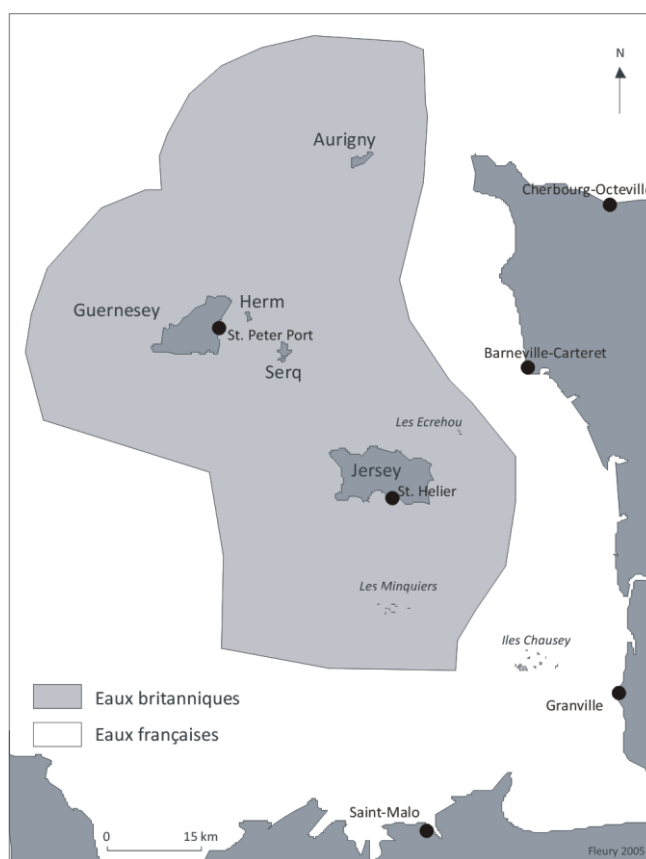 N
Aurigny
Cherbourg-Octeville
Herm
Guernesey
St. Peter Port
Barneville-Carteret
Serq
Les Ecrehou
Jersey
St. Helier
Les Minquiers
Iles Chausey
Eaux britanniques
Granville
Eaux françaises
Saint-Malo
0 15 km
Fleury 2005